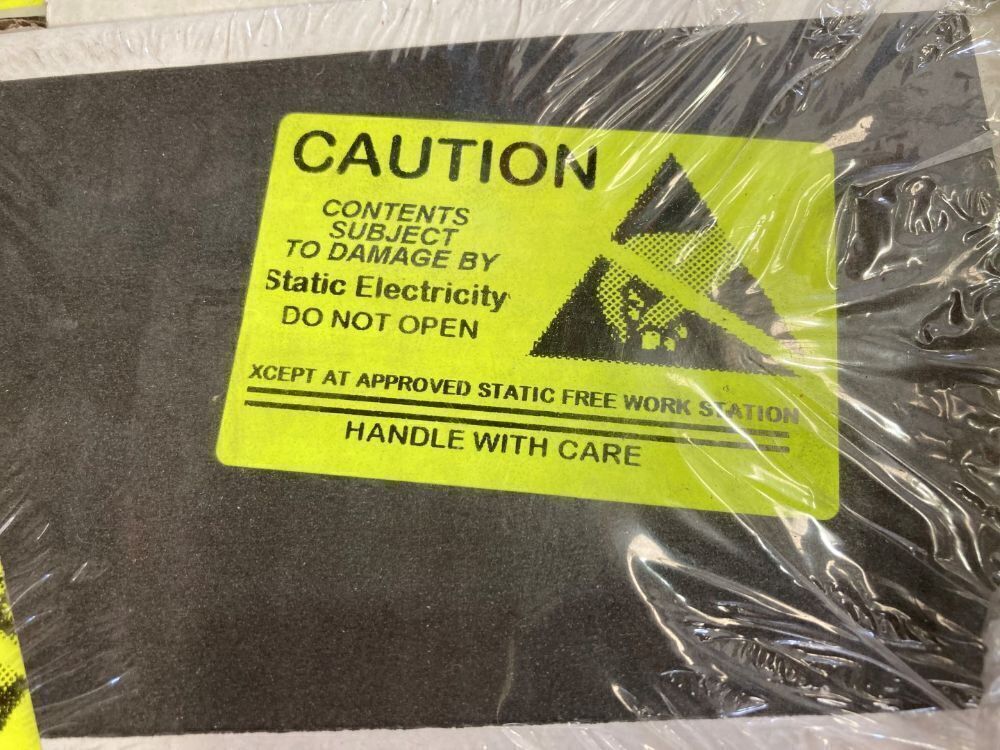 CAUTION
CONTENTS
SUBJECT
TO DAMAGE BY
Static Electricity
DO NOT OPEN
XCEPT AT APPROVED STATIC FREE WORK STATION
HANDLE WITH CARE